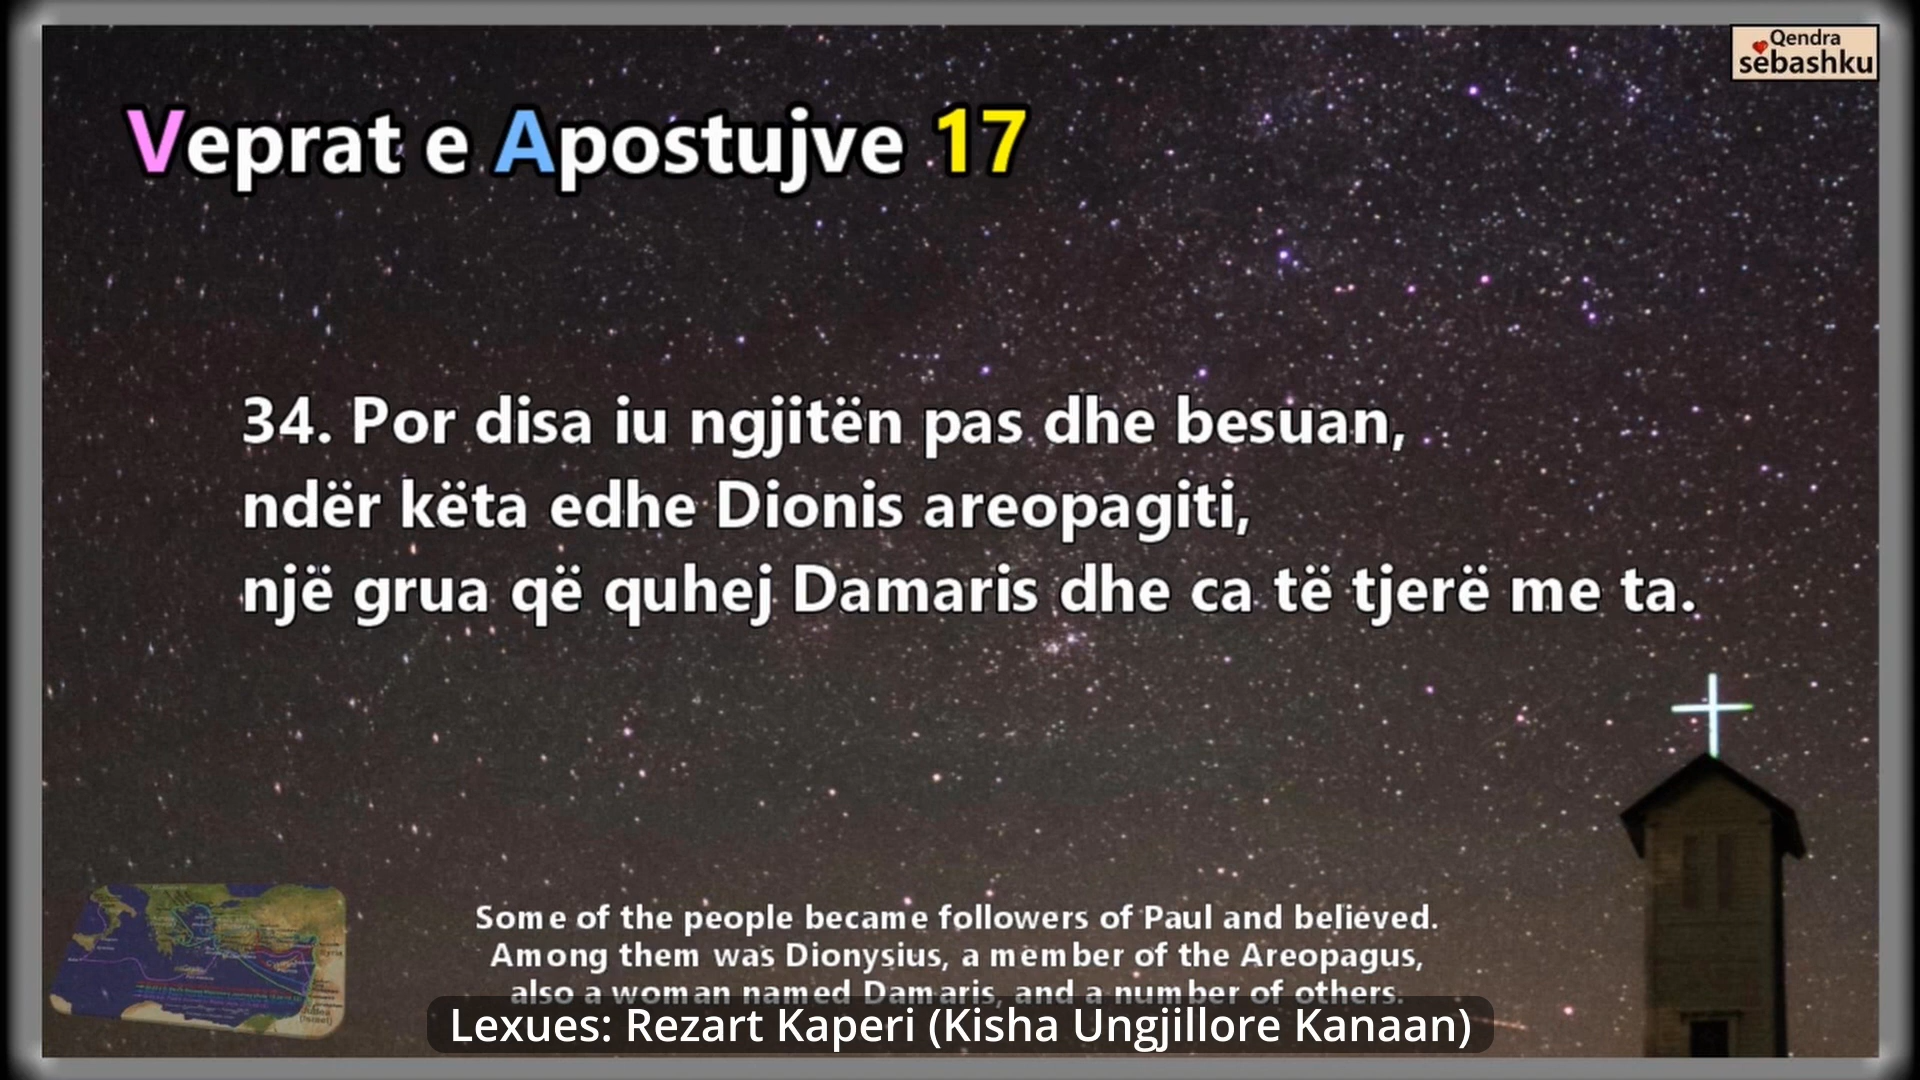 Qendra
sebashku
Veprat e Apostujve 17
34. Por disa iu ngjitën pas dhe besuan,
ndër këta edhe Dionis areopagiti,
një grua që quhej Damaris dhe ca të tjerë me ta.
Some of the people became followers of Paul and believed.
Among them was Dionysius, a member of the Areopagus,
also a woman named Damaris, and a number of others.
Lexues: Rezart Kaperi (Kisha Ungjillore Kanaan)